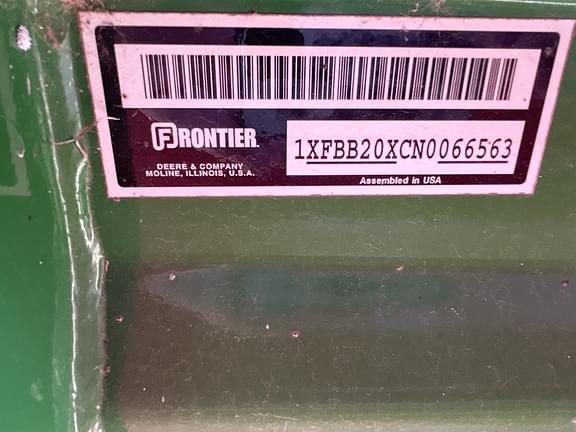 FRONTIER
DEERE & COMPANY
MOLINE, ILLINOIS, U.S.A.
1XFBB20XCN0066563
Assembled in USA